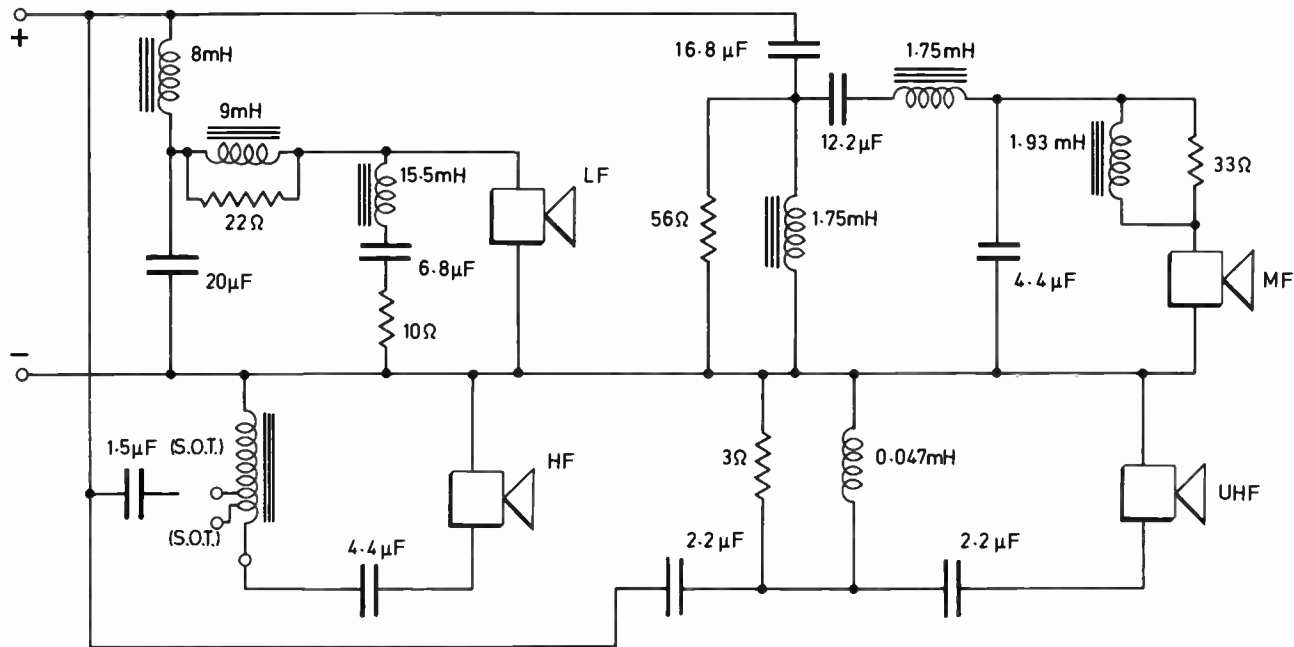 +
8mH
9mH
22Ω
20µF
15.5mH
6.8µF
10Ω
LF
16.8 µF
1.75mH
12.2µF
1.93 mH
33Ω
56Ω
1.75mH
4.4µF
MF
−
1.5µF
(S.O.T.)
(S.O.T.)
HF
4.4µF
3Ω
0.047mH
UHF
2.2µF
2.2µF